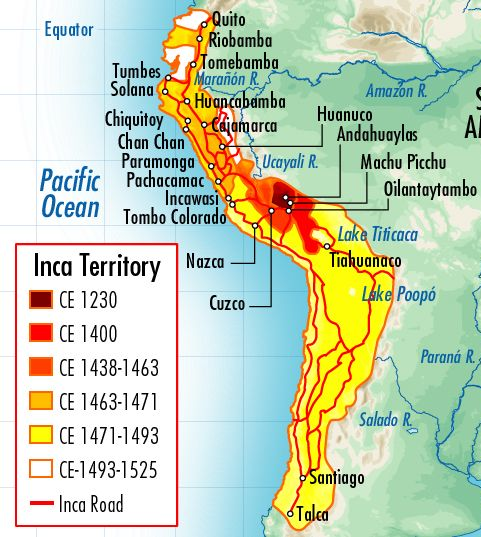 Quito
Equator
Riobamba
Tomebamba
Tumbes
Marañón R.
Solana
Amazon R.
Huancabamba
S
Huanuco
Chiquitoy
Cajamarca
AM
Andahuaylas
Chan Chan
Paramonga
Ucayali R.
Machu Picchu
Pacific
Ocean
Pachacamac
Oilantaytambo
Incawasi
Tombo Colorado
Lake Titicaca
Nazca
Tiahuanaco
Inca Territory
Cuzco
Lake Poopó
CE 1230
CE 1400
CE 1438-1463
Paraná R.
CE 1463-1471
Salado R.
CE 1471-1493
CE-1493-1525
Santiago
Inca Road
Talca